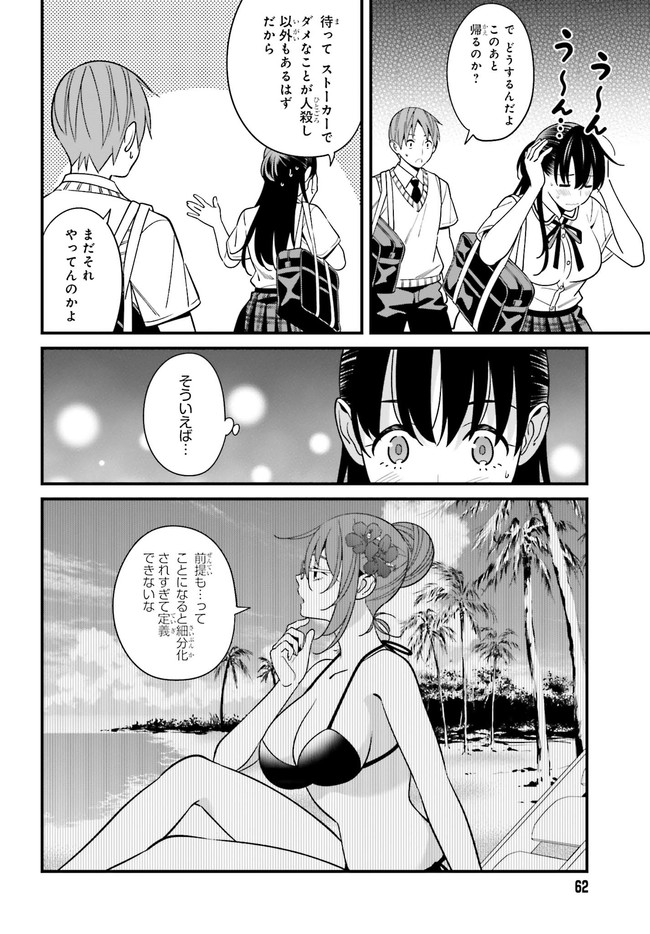 で どうするんだよ
このあと
帰るのか？
う〜〜ん
う〜〜ん…
待って ストーカーで
ダメなことが人殺し
以外もあるはず
だから
まだそれ
やってんのかよ
そういえば…
前提も…って
ことになると細分化
されすぎて定義
できないな
62